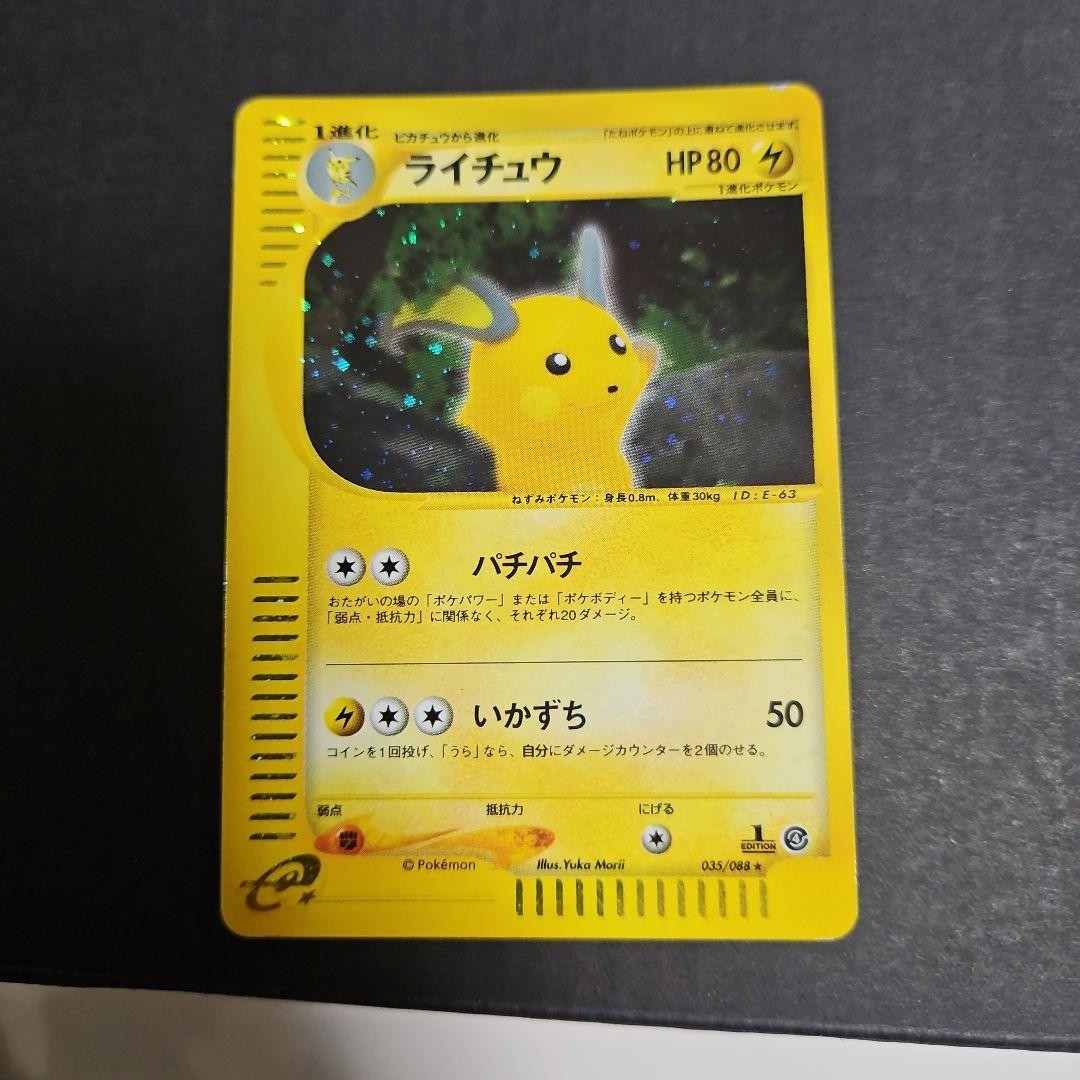 1進化
ピカチュウから進化
「たねポケモン」の上に重ねて進化させます。
ライチュウ
HP80
1進化ポケモン
ねずみポケモン：身長0.8m、体重30kg ID:E-63
パチパチ
おたがいの場の「ポケパワー」または「ポケボディー」を持つポケモン全員に、
「弱点・抵抗力」に関係なく、それぞれ20ダメージ。
いかずち 50
コインを1回投げ、「うら」なら、自分にダメージカウンターを2個のせる。
弱点 抵抗力 にげる
1
EDITION
4
© Pokémon Illus. Yuka Morii 035/088 ★
e